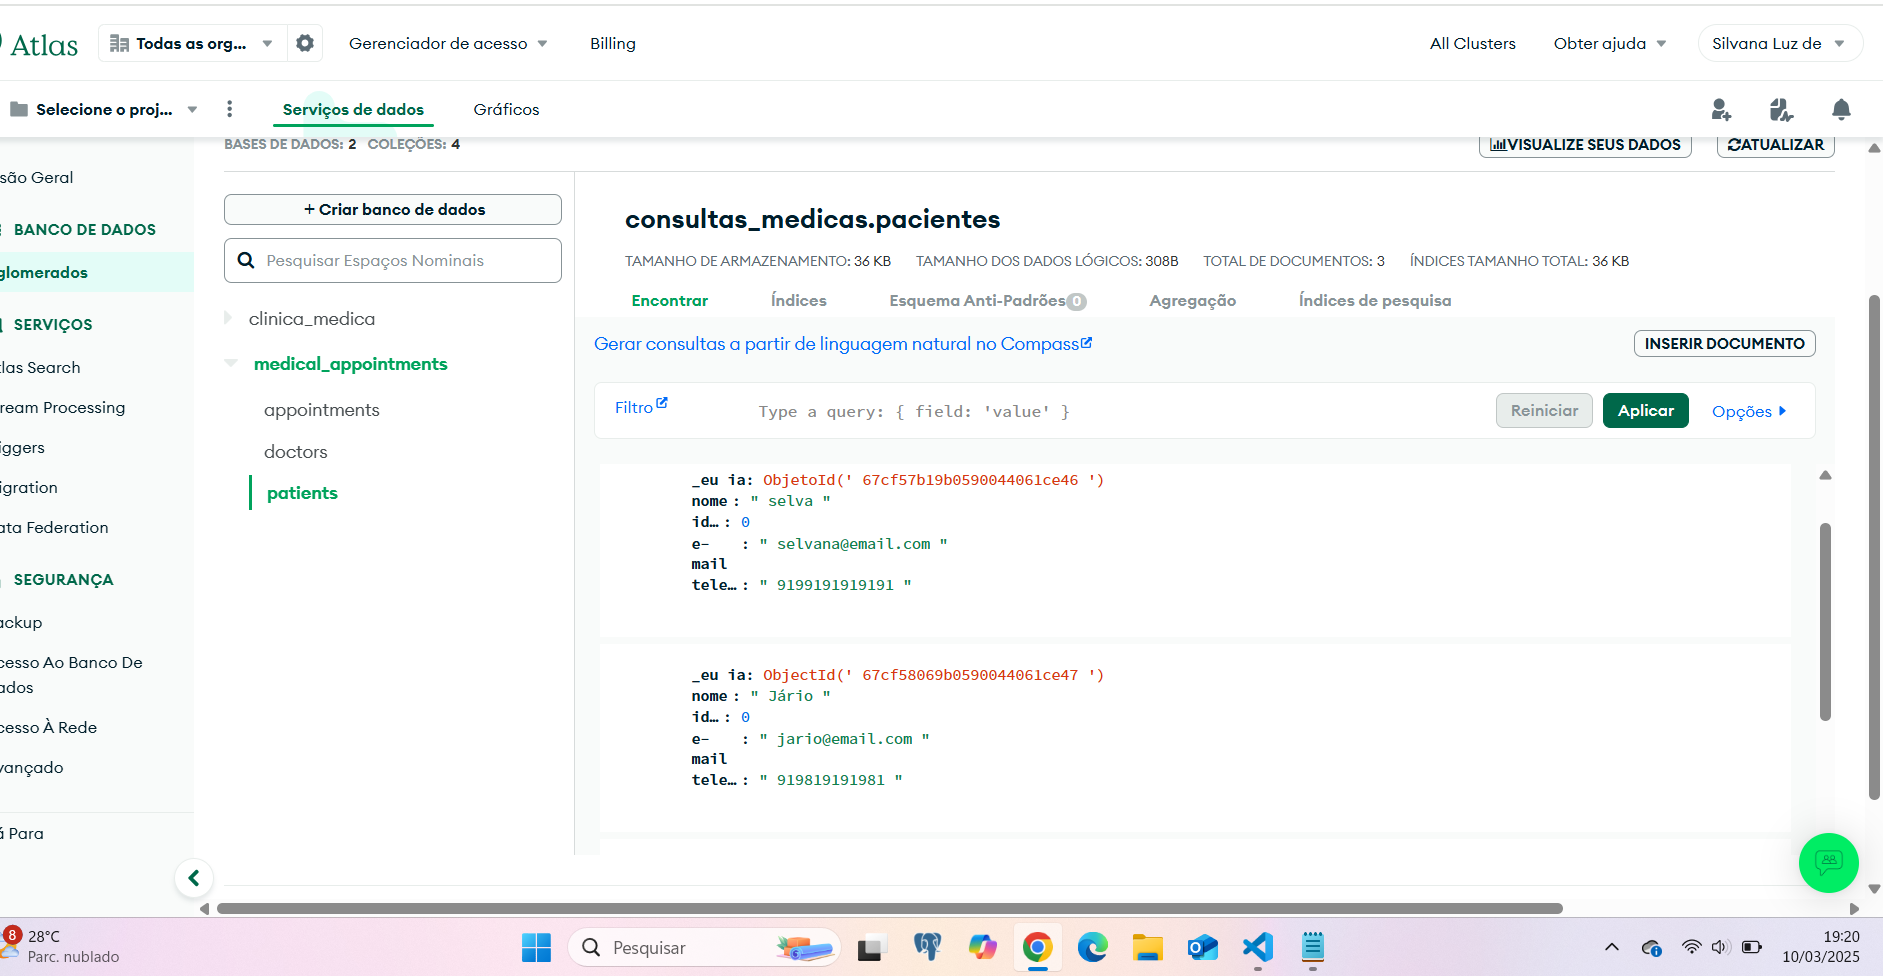 Atlas
Todas as org...
Gerenciador de acesso
Billing
All Clusters
Obter ajuda
Silvana Luz de
Selecione o proj...
Serviços de dados
Gráficos
BASES DE DADOS: 2 COLEÇÕES: 4
VISUALIZE SEUS DADOS
ATUALIZAR
são Geral
BANCO DE DADOS
glomerados
SERVIÇOS
tlas Search
ream Processing
iggers
igration
ata Federation
SEGURANÇA
ackup
cesso Ao Banco De
ados
cesso À Rede
vançado
á Para
+ Criar banco de dados
Pesquisar Espaços Nominais
clinica_medica
medical_appointments
appointments
doctors
patients
consultas_medicas.pacientes
TAMANHO DE ARMAZENAMENTO: 36 KB TAMANHO DOS DADOS LÓGICOS: 308B TOTAL DE DOCUMENTOS: 3 ÍNDICES TAMANHO TOTAL: 36 KB
Encontrar
Índices
Esquema Anti-Padrões 0
Agregação
Índices de pesquisa
Gerar consultas a partir de linguagem natural no Compass
INSERIR DOCUMENTO
Filtro
Type a query: { field: 'value' }
Reiniciar
Aplicar
Opções
_eu ia: ObjetoId(' 67cf57b19b0590044061ce46 ')
nome : " selva "
id… : 0
e- : " selvana@email.com "
mail
tele… : " 9199191919191 "
_eu ia: ObjectId(' 67cf58069b0590044061ce47 ')
nome : " Jário "
id… : 0
e- : " jario@email.com "
mail
tele… : " 919819191981 "
8
28°C
Parc. nublado
Pesquisar
19:20
10/03/2025